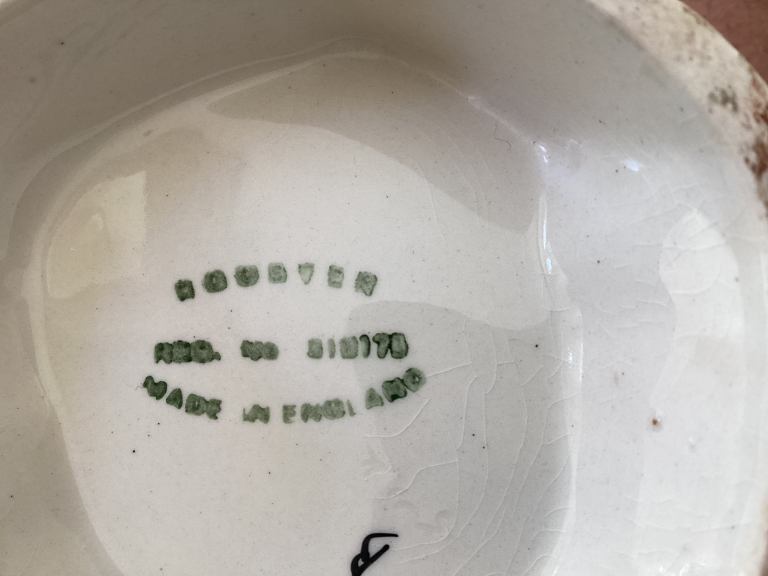 ROOSTER
REG. NO
MADE IN ENGLAND